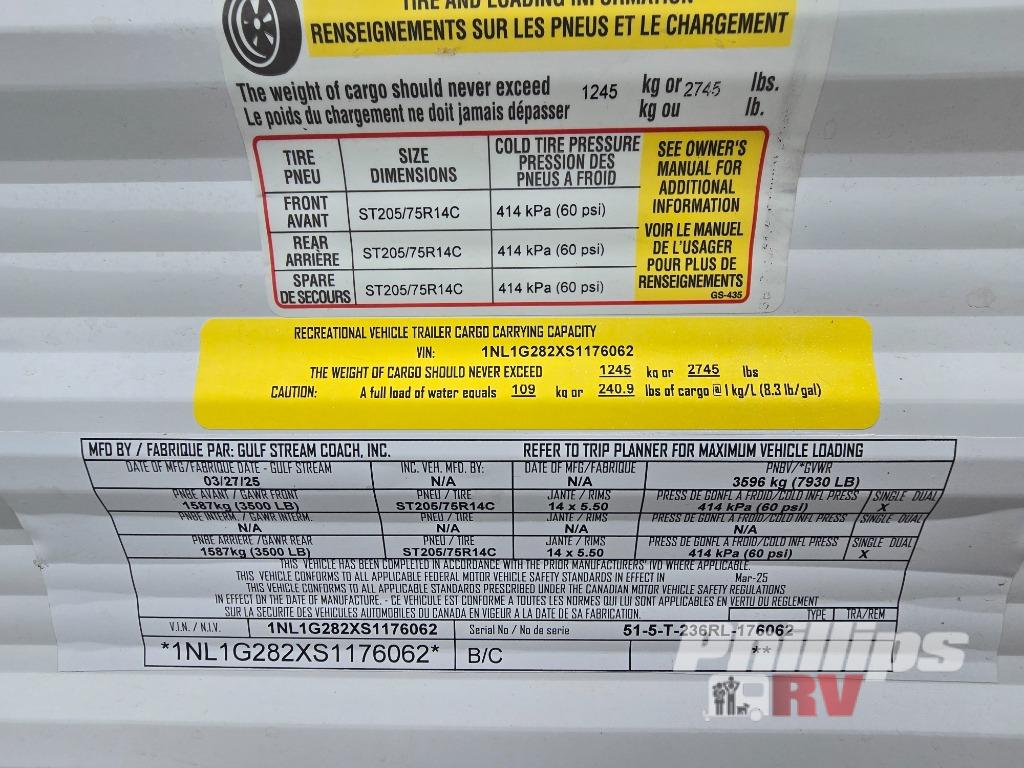 TIRE AND LOADING INFORMATION
RENSEIGNEMENTS SUR LES PNEUS ET LE CHARGEMENT
The weight of cargo should never exceed 1245 kg or 2745 lbs.
Le poids du chargement ne doit jamais dépasser kg ou lb.
TIRE PNEU
SIZE DIMENSIONS
COLD TIRE PRESSURE PRESSION DES PNEUS A FROID
SEE OWNER'S MANUAL FOR ADDITIONAL INFORMATION
FRONT AVANT ST205/75R14C 414 kPa (60 psi)
REAR ARRIÈRE ST205/75R14C 414 kPa (60 psi)
SPARE DE SECOURS ST205/75R14C 414 kPa (60 psi)
VOIR LE MANUEL DE L'USAGER POUR PLUS DE RENSEIGNEMENTS
GS-435
RECREATIONAL VEHICLE TRAILER CARGO CARRYING CAPACITY
VIN: 1NL1G282XS1176062
THE WEIGHT OF CARGO SHOULD NEVER EXCEED 1245 kg or 2745 lbs
CAUTION: A full load of water equals 109 kg or 240.9 lbs of cargo @ 1 kg/L (8.3 lb/gal)
MFD BY / FABRIQUE PAR: GULF STREAM COACH, INC. REFER TO TRIP PLANNER FOR MAXIMUM VEHICLE LOADING
DATE OF MFG/FABRIQUE DATE - GULF STREAM INC. VEH. MFD. BY: DATE OF MFG/FABRIQUE PNBV/*GVWR
03/27/25 N/A N/A 3596 kg (7930 LB)
PNBE AVANT / GAWR FRONT PNEU / TIRE JANTE / RIMS PRESS DE GONFL A FROID/COLD INFL PRESS SINGLE DUAL
1587kg (3500 LB) ST205/75R14C 14 x 5.50 414 kPa (60 psi) X
PNBE INTERM. / GAWR INTERM. PNEU / TIRE JANTE / RIMS PRESS DE GONFL A FROID/COLD INFL PRESS SINGLE DUAL
N/A N/A N/A N/A
PNBE ARRIERE /GAWR REAR PNEU / TIRE JANTE / RIMS PRESS DE GONFL A FROID/COLD INFL PRESS SINGLE DUAL
1587kg (3500 LB) ST205/75R14C 14 x 5.50 414 kPa (60 psi) X
THIS VEHICLE HAS BEEN COMPLETED IN ACCORDANCE WITH THE PRIOR MANUFACTURERS' IVD WHERE APPLICABLE.
THIS VEHICLE CONFORMS TO ALL APPLICABLE FEDERAL MOTOR VEHICLE SAFETY STANDARDS IN EFFECT IN Mar-25
THIS VEHICLE CONFORMS TO ALL APPLICABLE STANDARDS PRESCRIBED UNDER THE CANADIAN MOTOR VEHICLE SAFETY REGULATIONS
IN EFFECT ON THE DATE OF MANUFACTURE. - CE VEHICULE EST CONFORME A TOUTES LES NORMES QUI LUI SONT APPLICABLES EN VERTU DU REGLEMENT
SUR LA SECURITE DES VEHICULES AUTOMOBILES DU CANADA EN VIGEUR A LA DATE DE SA FABRICATION. TYPE TRA/REM
V.I.N. / N.I.V. 1NL1G282XS1176062 Serial No / No de serie 51-5-T-236RL-176062
*1NL1G282XS1176062* B/C **
Phillips
RV